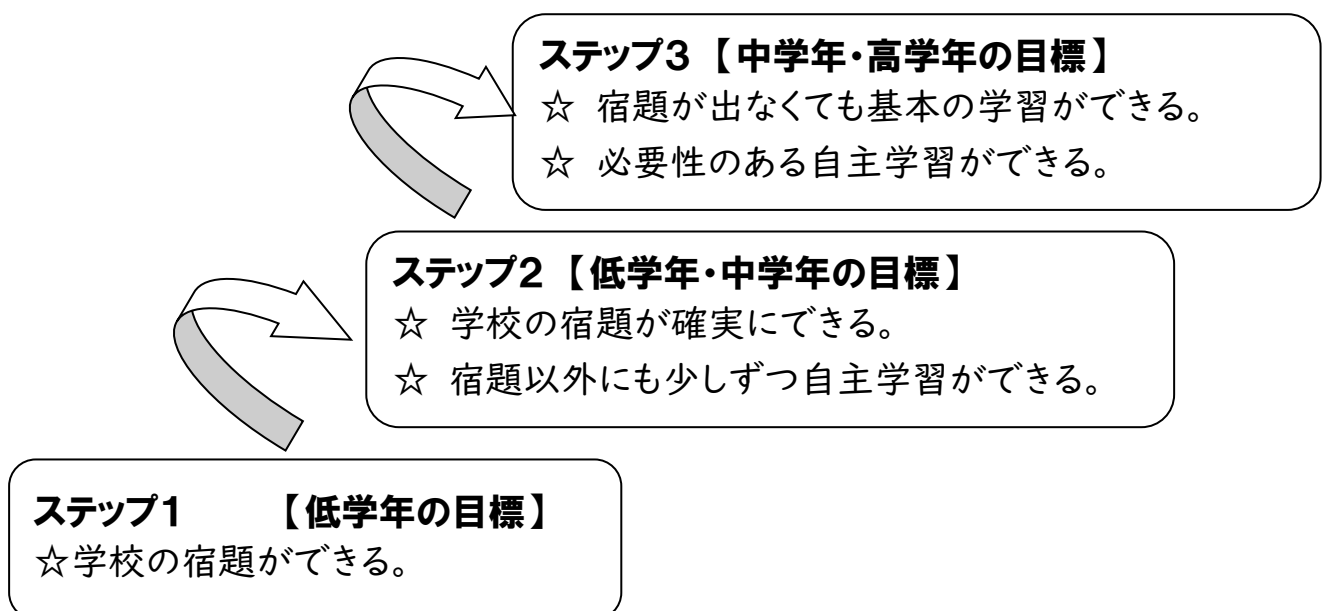 ステップ3 【中学年・高学年の目標】
☆ 宿題が出なくても基本の学習ができる。
☆ 必要性のある自主学習ができる。
ステップ2 【低学年・中学年の目標】
☆ 学校の宿題が確実にできる。
☆ 宿題以外にも少しずつ自主学習ができる。
ステップ1 【低学年の目標】
☆学校の宿題ができる。